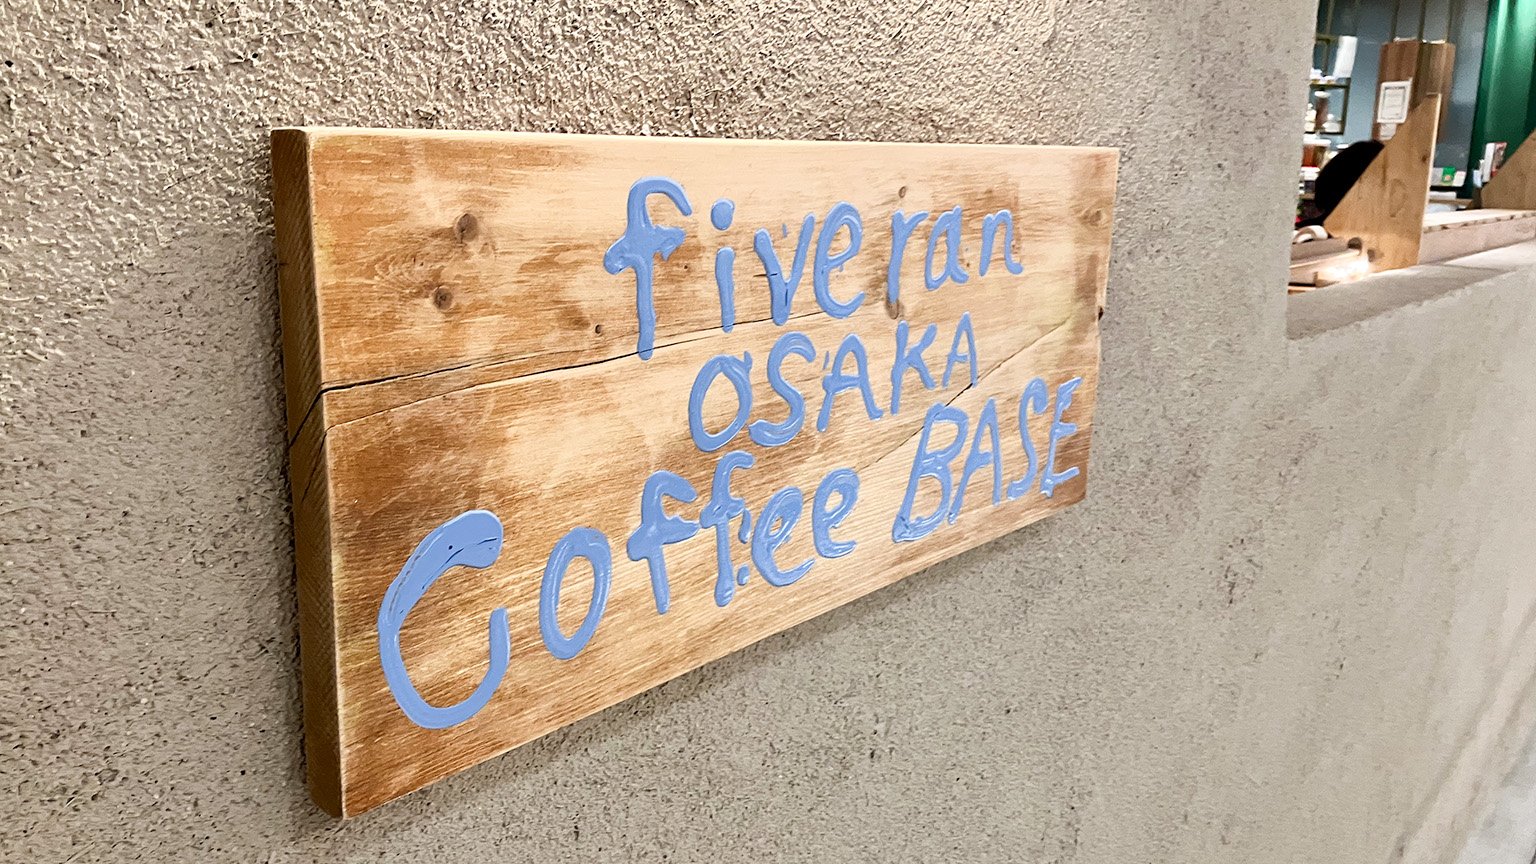 fiveran
OSAKA
Coffee BASE